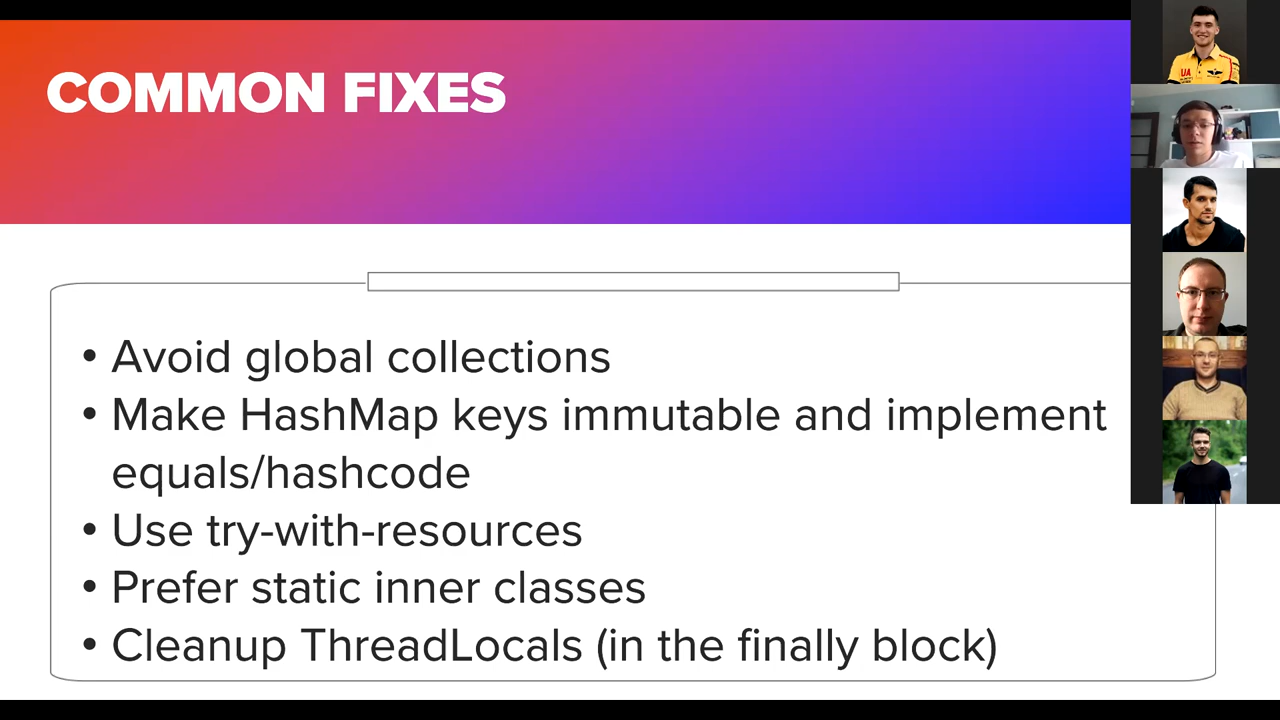 COMMON FIXES
• Avoid global collections
• Make HashMap keys immutable and implement
equals/hashcode
• Use try-with-resources
• Prefer static inner classes
• Cleanup ThreadLocals (in the finally block)
UA